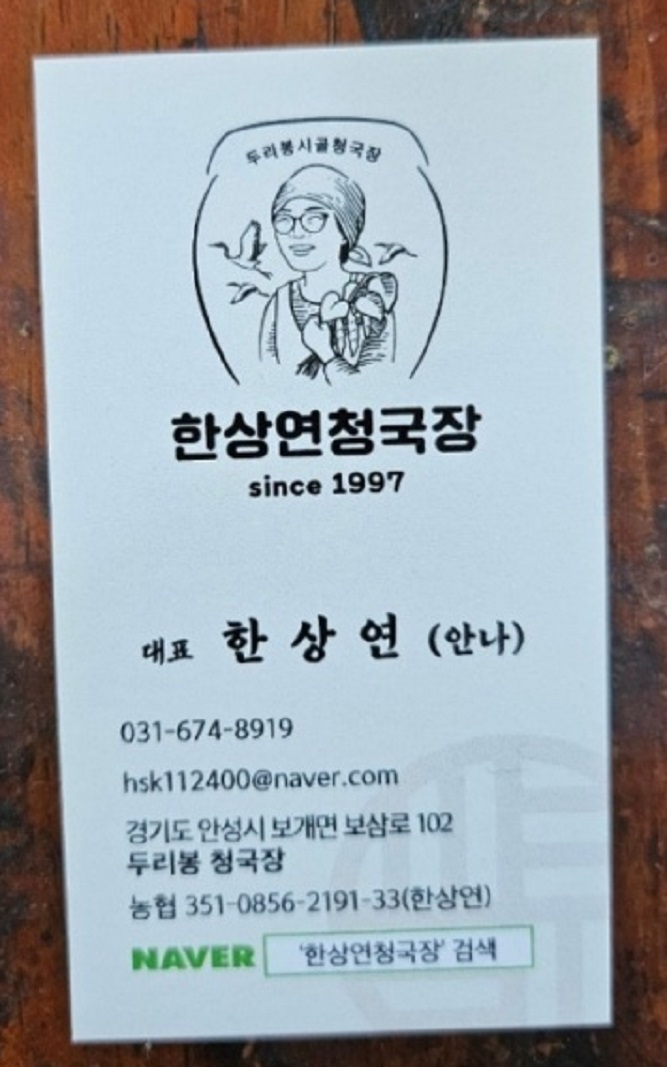 두리봉시골청국장
한상연청국장
since 1997
대표 한 상 연 (안나)
031-674-8919
hsk112400@naver.com
경기도 안성시 보개면 보삼로 102
두리봉 청국장
농협 351-0856-2191-33(한상연)
NAVER '한상연청국장' 검색